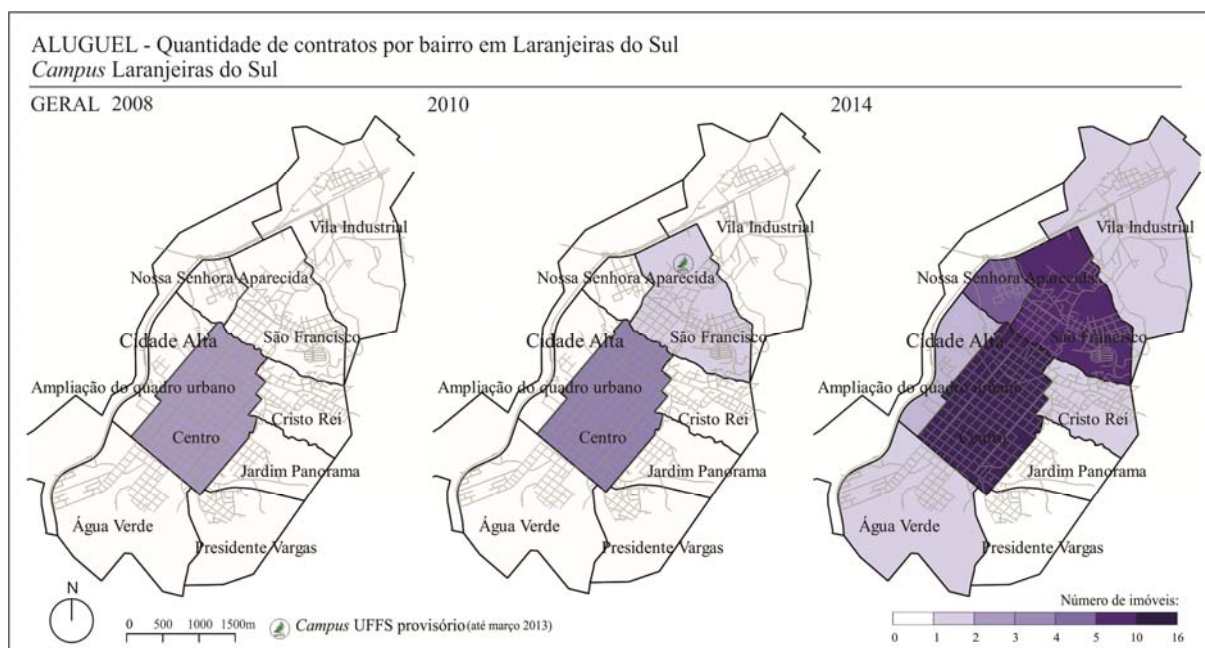 ALUGUEL - Quantidade de contratos por bairro em Laranjeiras do Sul
Campus Laranjeiras do Sul
GERAL 2008
Vila Industrial
Nossa Senhora Aparecida
Cidade Alta
São Francisco
Ampliação do quadro urbano
Cristo Rei
Centro
Jardim Panorama
Água Verde
Presidente Vargas
2010
Vila Industrial
Nossa Senhora Aparecida
Cidade Alta
São Francisco
Ampliação do quadro urbano
Cristo Rei
Centro
Jardim Panorama
Água Verde
Presidente Vargas
2014
Vila Industrial
Nossa Senhora Aparecida
Cidade Alta
São Francisco
Ampliação do quadro urbano
Cristo Rei
Centro
Jardim Panorama
Água Verde
Presidente Vargas
N
0 500 1000 1500m
Campus UFFS provisório (até março 2013)
Número de imóveis:
0 1 2 3 4 5 10 16